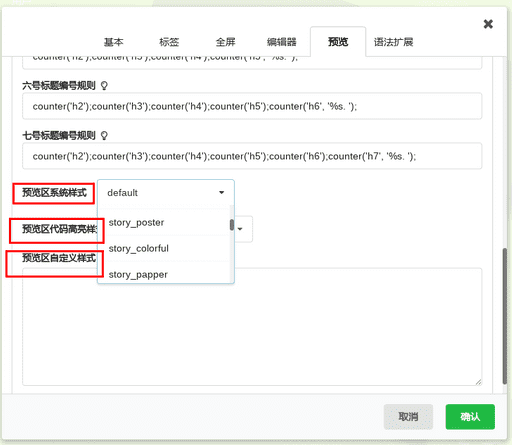 基本 标签 全屏 编辑器 预览 语法扩展
counter('h2');counter('h3');counter('h4');counter('h5', '%s. ');
六号标题编号规则
counter('h2');counter('h3');counter('h4');counter('h5');counter('h6', '%s. ');
七号标题编号规则
counter('h2');counter('h3');counter('h4');counter('h5');counter('h6');counter('h7', '%s. ');
预览区系统样式 default
story_poster
预览区代码高亮样
story_colorful
预览区自定义样式
story_papper
取消 确认